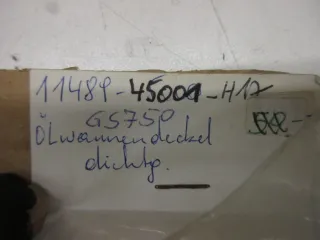 11489-45001-H17
GS750
Ölwannendeckel
dichtg.